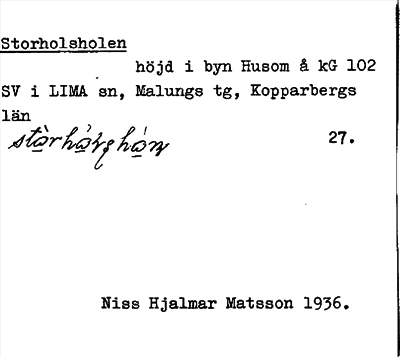 Storholsholen
höjd i byn Husom å kG 102
SV i LIMA sn, Malungs tg, Kopparbergs
län
27.
Niss Hjalmar Matsson 1936.